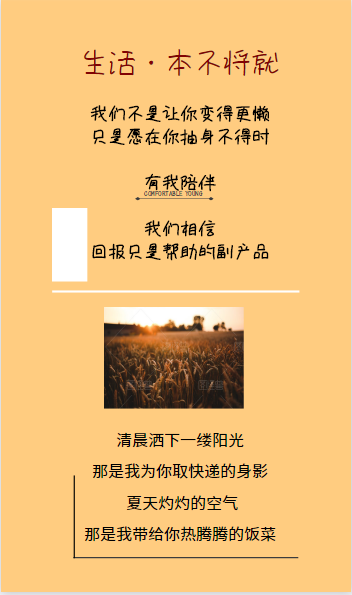 生活·本不将就
我们不是让你变得更懒
只是愿在你抽身不得时
有我陪伴
COMFORTABLE YOUNG
我们相信
回报只是帮助的副产品
清晨洒下一缕阳光
那是我为你取快递的身影
夏天灼灼的空气
那是我带给你热腾腾的饭菜